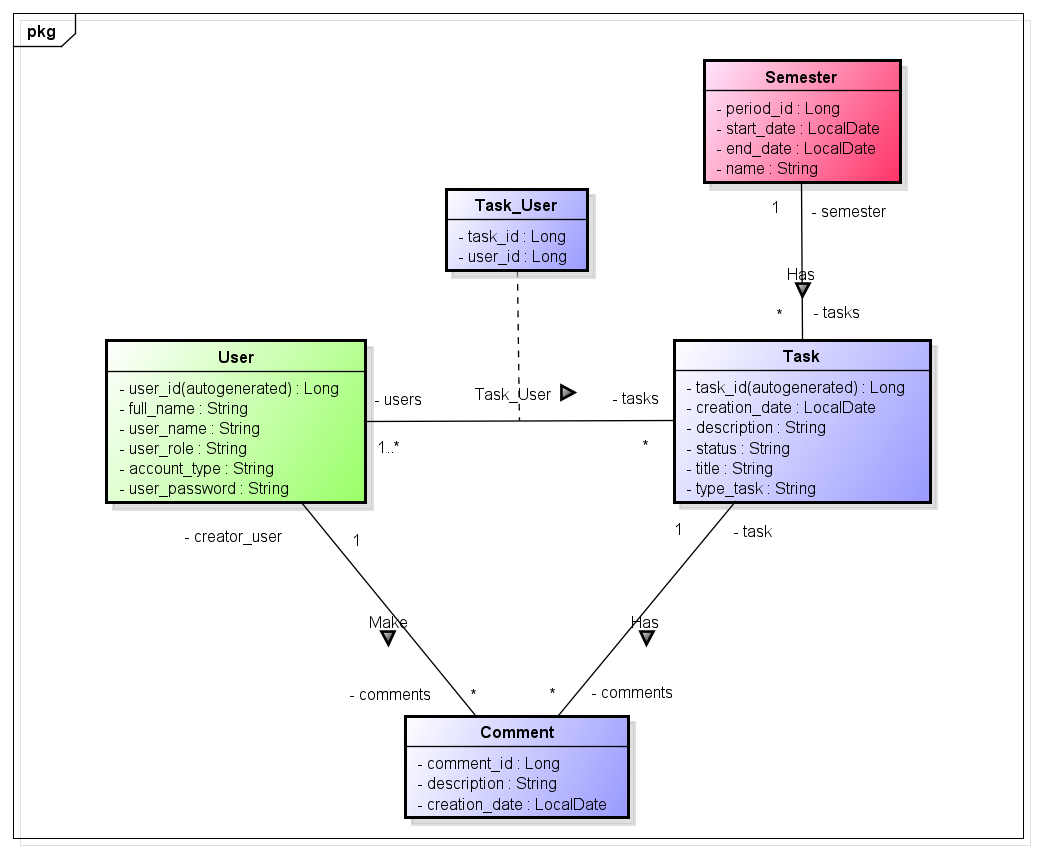 pkg
Semester
- period_id : Long
- start_date : LocalDate
- end_date : LocalDate
- name : String
1
- semester
Has
*
- tasks
Task_User
- task_id : Long
- user_id : Long
User
- user_id(autogenerated) : Long
- full_name : String
- user_name : String
- user_role : String
- account_type : String
- user_password : String
- users
1..*
Task_User
- tasks
*
Task
- task_id(autogenerated) : Long
- creation_date : LocalDate
- description : String
- status : String
- title : String
- type_task : String
- creator_user
1
Make
- comments
*
1
- task
Has
*
- comments
Comment
- comment_id : Long
- description : String
- creation_date : LocalDate